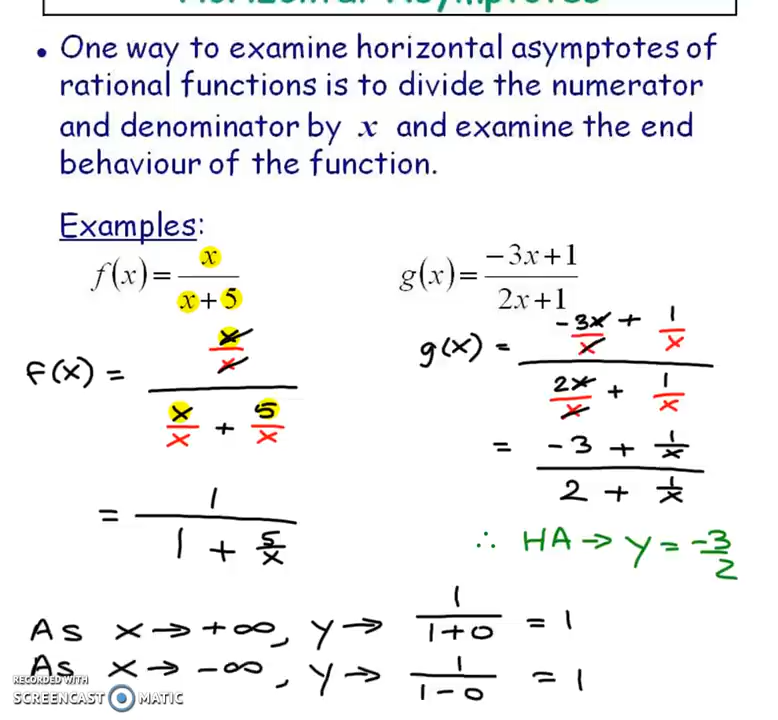 Horizontal Asymptotes
• One way to examine horizontal asymptotes of
rational functions is to divide the numerator
and denominator by x and examine the end
behaviour of the function.
Examples:
f(x) = x / (x + 5)
g(x) = (-3x + 1) / (2x + 1)
f(x) = (x/x) / (x/x + 5/x)
= 1 / (1 + 5/x)
g(x) = (-3x/x + 1/x) / (2x/x + 1/x)
= (-3 + 1/x) / (2 + 1/x)
∴ HA → y = -3/2
As x → +∞, y → 1/(1+0) = 1
As x → -∞, y → 1/(1-0) = 1
RECORDED WITH
SCREENCAST MATIC